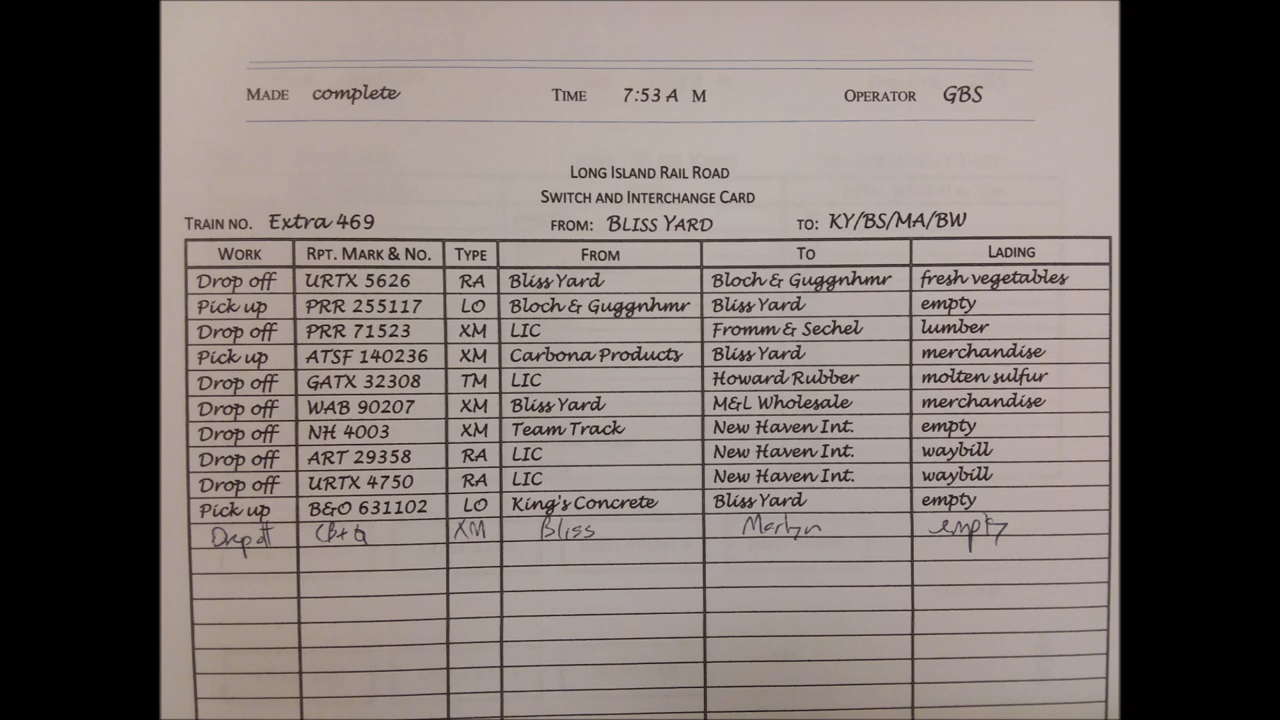 MADE complete TIME 7:53 A M OPERATOR GBS
LONG ISLAND RAIL ROAD
SWITCH AND INTERCHANGE CARD
TRAIN NO. Extra 469 FROM: BLISS YARD TO: KY/BS/MA/BW
WORK RPT. MARK & NO. TYPE FROM TO LADING
Drop off URTX 5626 RA Bliss Yard Bloch & Guggnhmr fresh vegetables
Pick up PRR 255117 LO Bloch & Guggnhmr Bliss Yard empty
Drop off PRR 71523 XM LIC Fromm & Sechel lumber
Pick up ATSF 140236 XM Carbona Products Bliss Yard merchandise
Drop off GATX 32308 TM LIC Howard Rubber molten sulfur
Drop off WAB 90207 XM Bliss Yard M&L Wholesale merchandise
Drop off NH 4003 XM Team Track New Haven Int. empty
Drop off ART 29358 RA LIC New Haven Int. waybill
Drop off URTX 4750 RA LIC New Haven Int. waybill
Pick up B&O 631102 LO King's Concrete Bliss Yard empty
Drop off XM Bliss empty